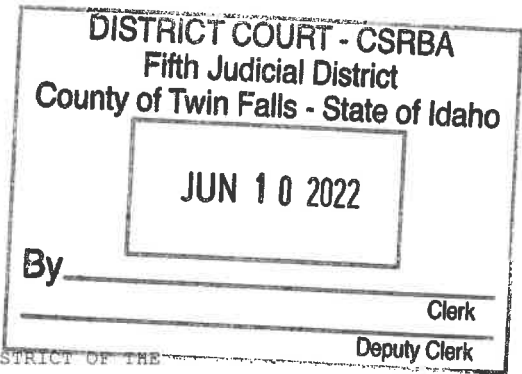 DISTRICT COURT - CSRBA
Fifth Judicial District
County of Twin Falls - State of Idaho
JUN 10 2022
By
Clerk
Deputy Clerk
STRICT OF THE